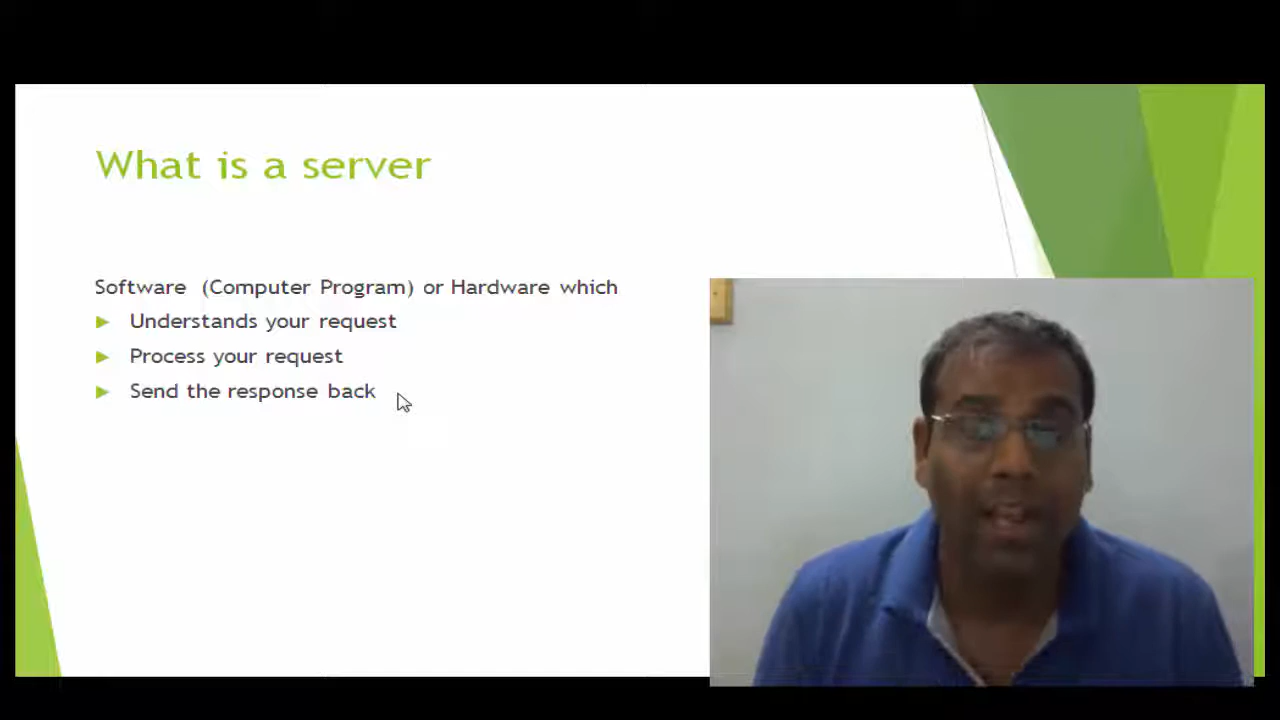 What is a server
Software (Computer Program) or Hardware which
Understands your request
Process your request
Send the response back